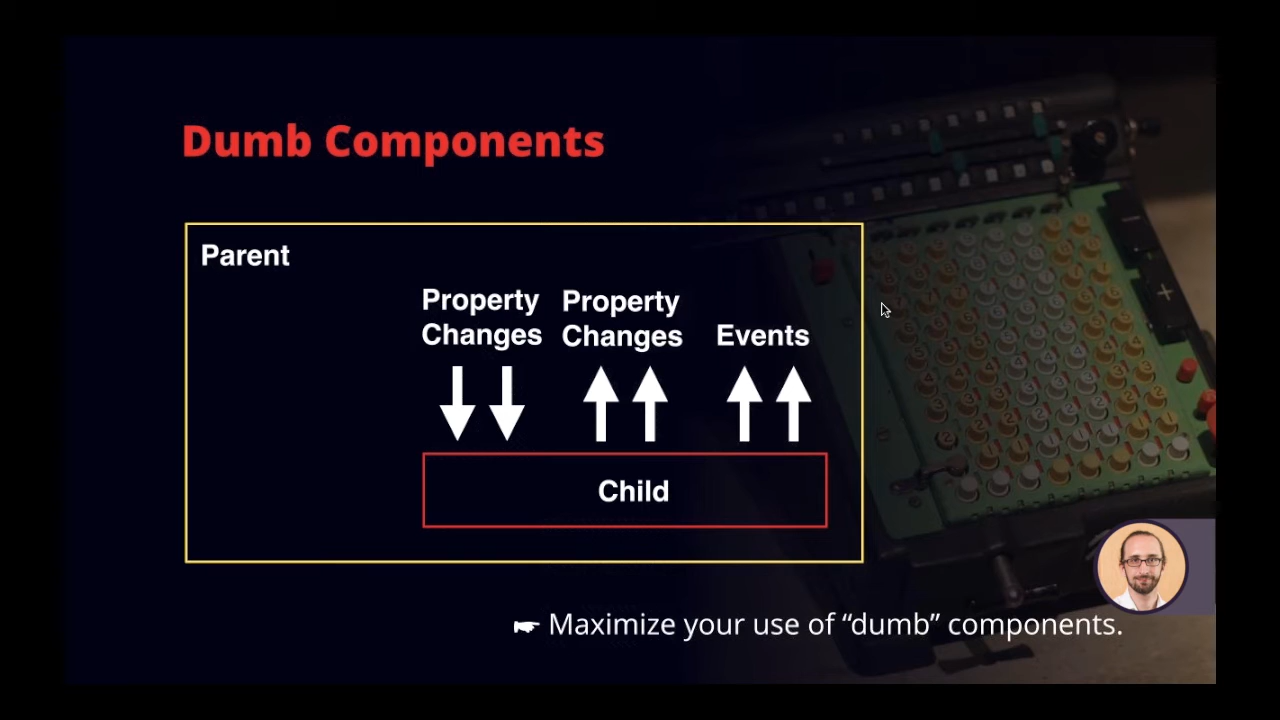 Dumb Components
Parent
Property Changes
Property Changes
Events
Child
☛ Maximize your use of “dumb” components.